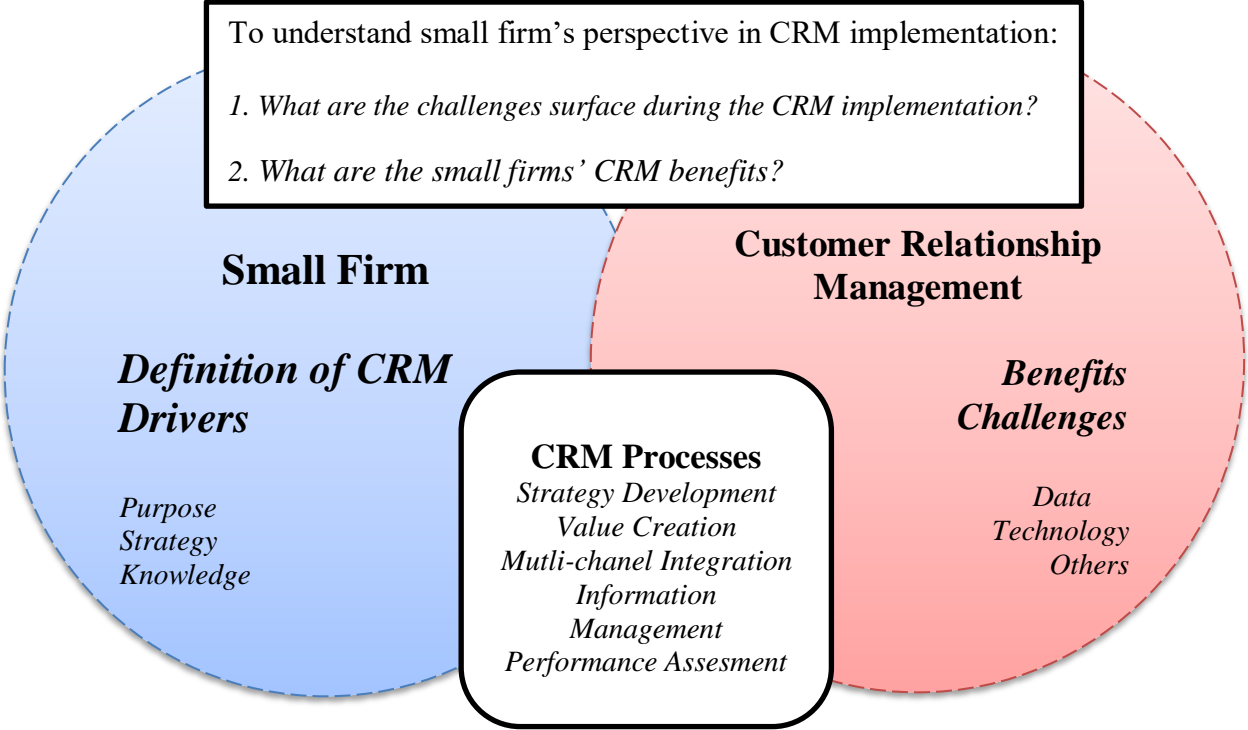 To understand small firm's perspective in CRM implementation:
1. What are the challenges surface during the CRM implementation?
2. What are the small firms' CRM benefits?
Small Firm
Definition of CRM
Drivers
Purpose
Strategy
Knowledge
CRM Processes
Strategy Development
Value Creation
Mutli-chanel Integration
Information
Management
Performance Assesment
Customer Relationship
Management
Benefits
Challenges
Data
Technology
Others